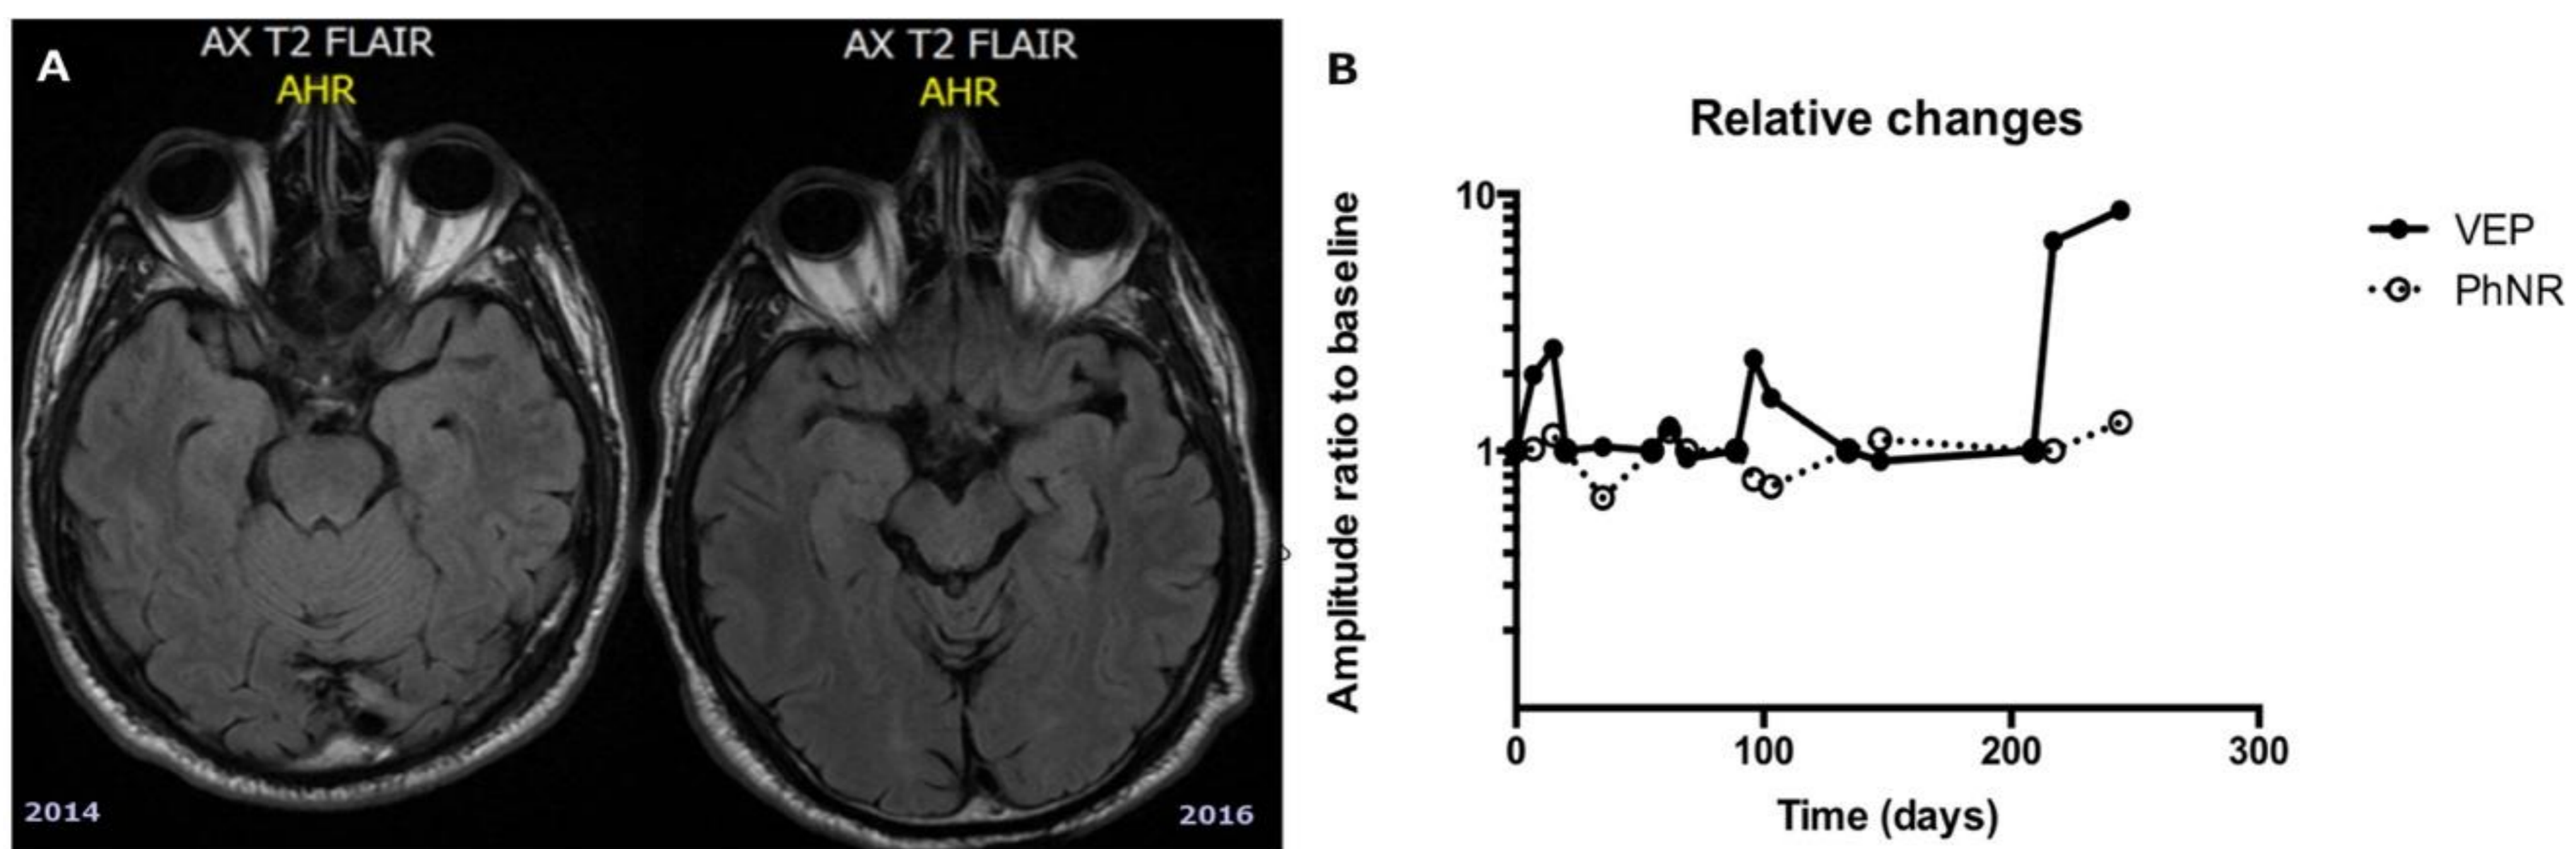 A
AX T2 FLAIR
AHR
AX T2 FLAIR
AHR
2014
2016
B
Relative changes
Amplitude ratio to baseline
10
1
0
100
200
300
Time (days)
VEP
PhNR